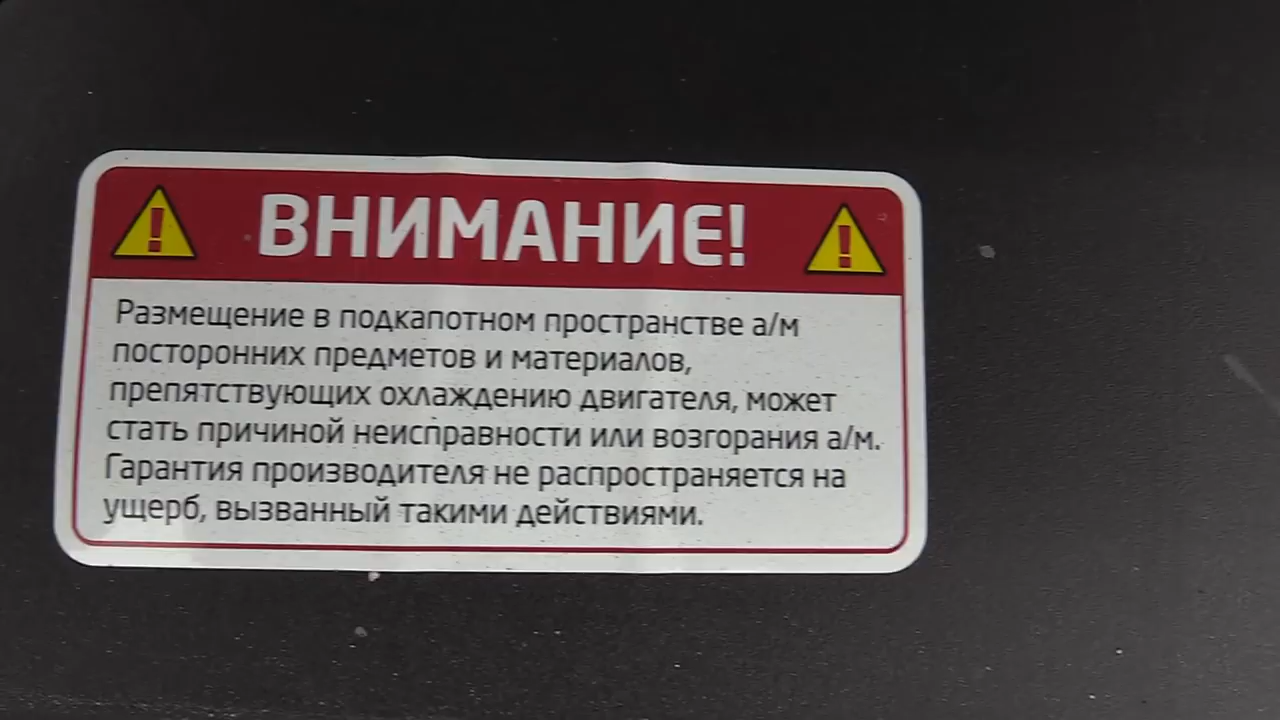 ВНИМАНИЕ!
Размещение в подкапотном пространстве а/м
посторонних предметов и материалов,
препятствующих охлаждению двигателя, может
стать причиной неисправности или возгорания а/м.
Гарантия производителя не распространяется на
ущерб, вызванный такими действиями.